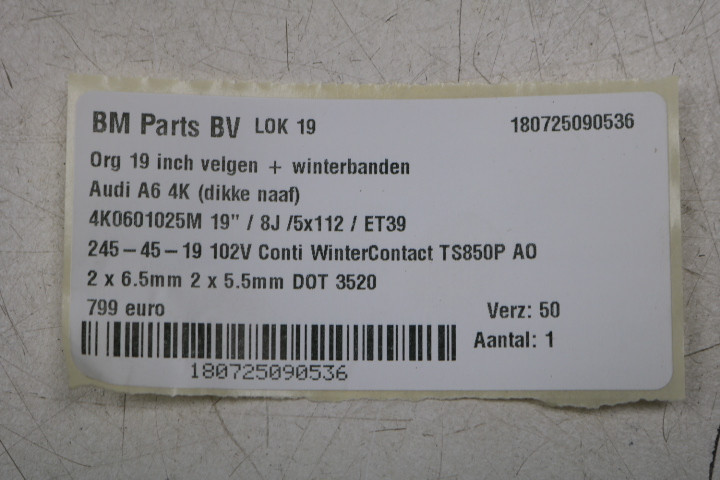 BM Parts BV LOK 19 180725090536
Org 19 inch velgen + winterbanden
Audi A6 4K (dikke naaf)
4K0601025M 19" / 8J /5x112 / ET39
245-45-19 102V Conti WinterContact TS850P AO
2 x 6.5mm 2 x 5.5mm DOT 3520
799 euro Verz: 50
Aantal: 1
180725090536